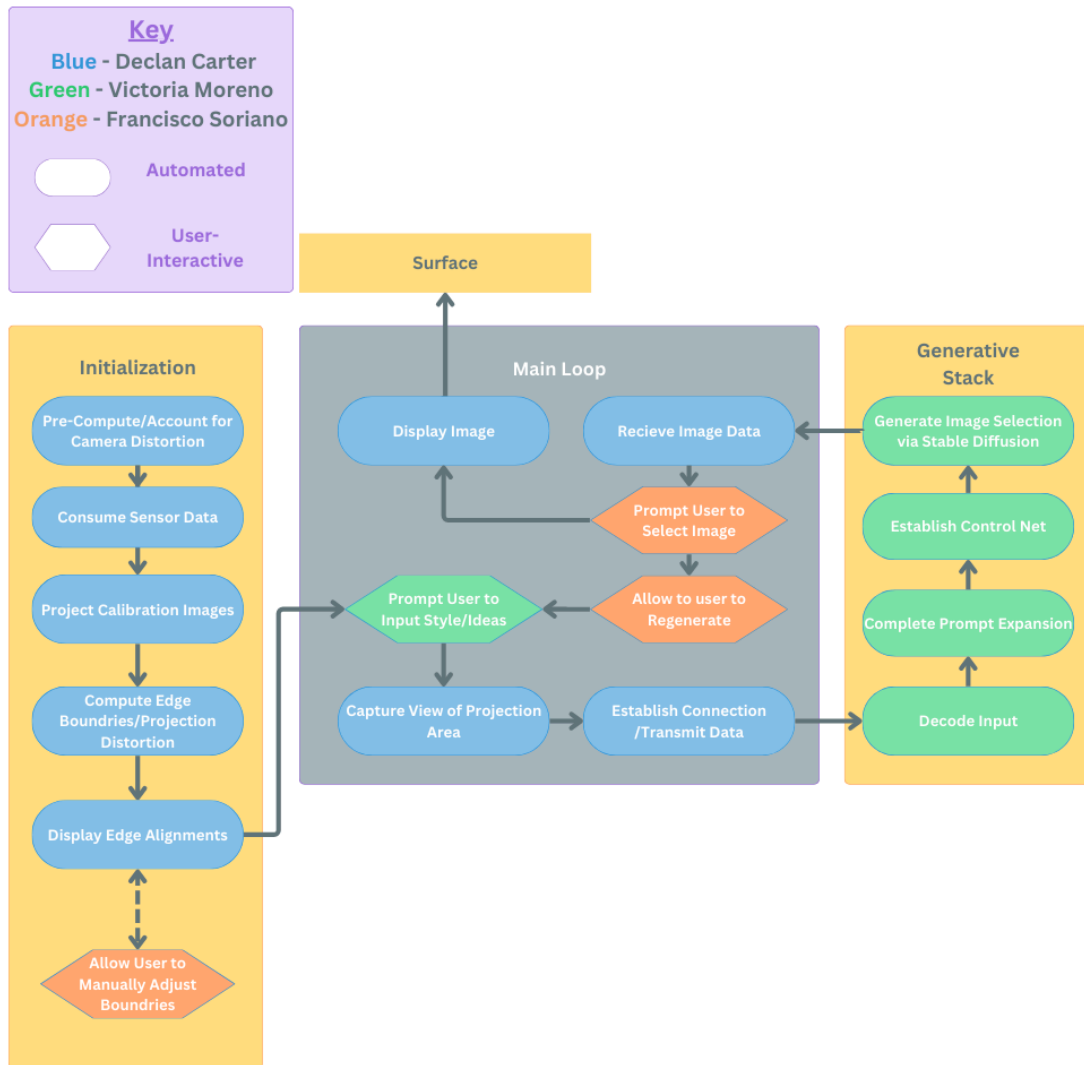 Key
Blue - Declan Carter
Green - Victoria Moreno
Orange - Francisco Soriano
Automated
User-
Interactive
Surface
Initialization
Pre-Compute/Account for
Camera Distortion
Consume Sensor Data
Project Calibration Images
Compute Edge
Boundries/Projection
Distortion
Display Edge Alignments
Allow User to
Manually Adjust
Boundries
Main Loop
Display Image
Recieve Image Data
Prompt User to
Select Image
Prompt User to
Input Style/Ideas
Allow to user to
Regenerate
Capture View of Projection
Area
Establish Connection
/Transmit Data
Generative
Stack
Generate Image Selection
via Stable Diffusion
Establish Control Net
Complete Prompt Expansion
Decode Input